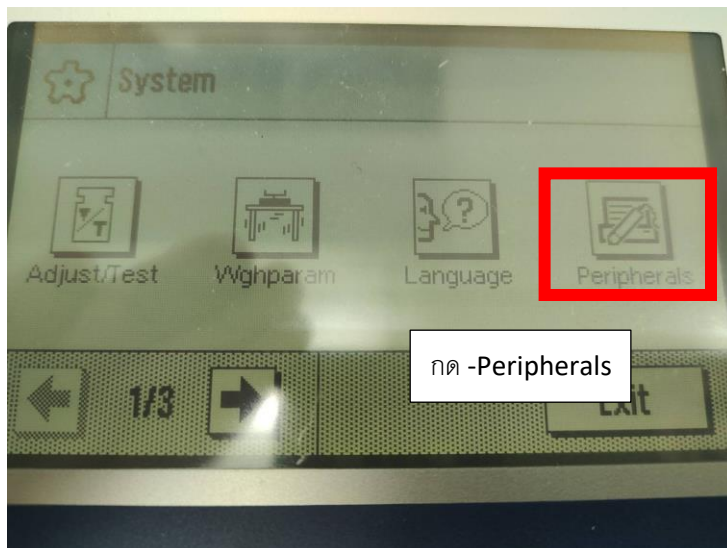 System
Adjust/Test Wghparam Language Peripherals
กด -Peripherals
1/3 Exit